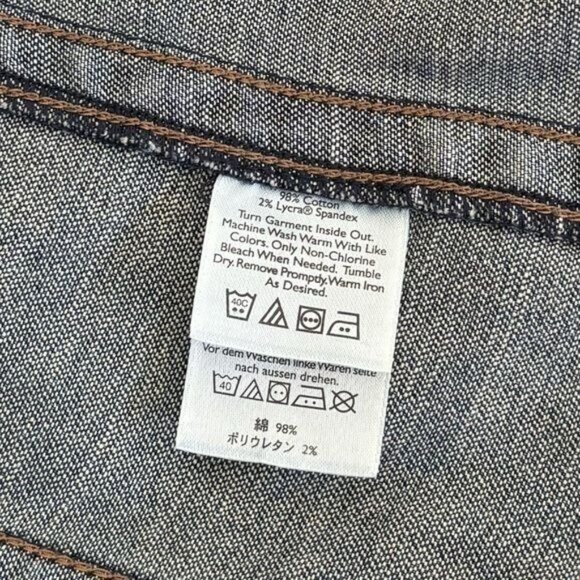 98% Cotton
2% Lycra® Spandex
Turn Garment Inside Out.
Machine Wash Warm With Like
Colors. Only Non-Chlorine
Bleach When Needed. Tumble
Dry. Remove Promptly. Warm Iron
As Desired.
40C
Vor dem Waschen linke Waren seite
nach aussen drehen.
40
綿 98%
ポリウレタン 2%